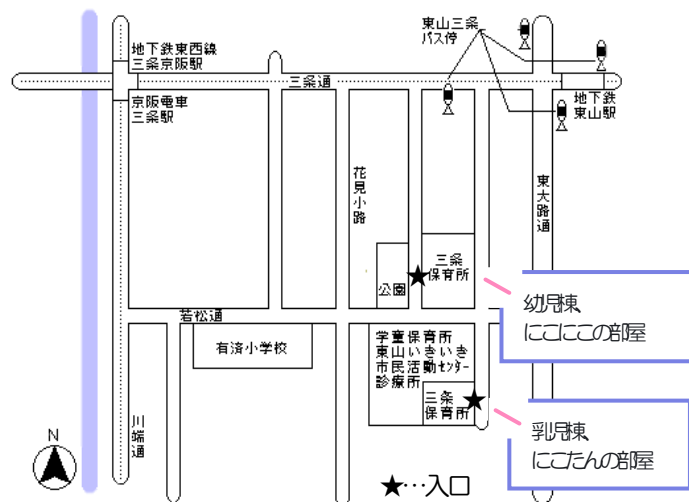 地下鉄東西線
三条京阪駅
東山三条
バス停
三条通
京阪電車
三条駅
地下鉄
東山駅
花見小路
東大路通
三条
保育所
公園
幼児棟、
にこにこの部屋
若松通
有済小学校
学童保育所
東山いきいき
市民活動センター
診療所
三条
保育所
川端通
乳児棟、
にこたんの部屋
N
★…入口